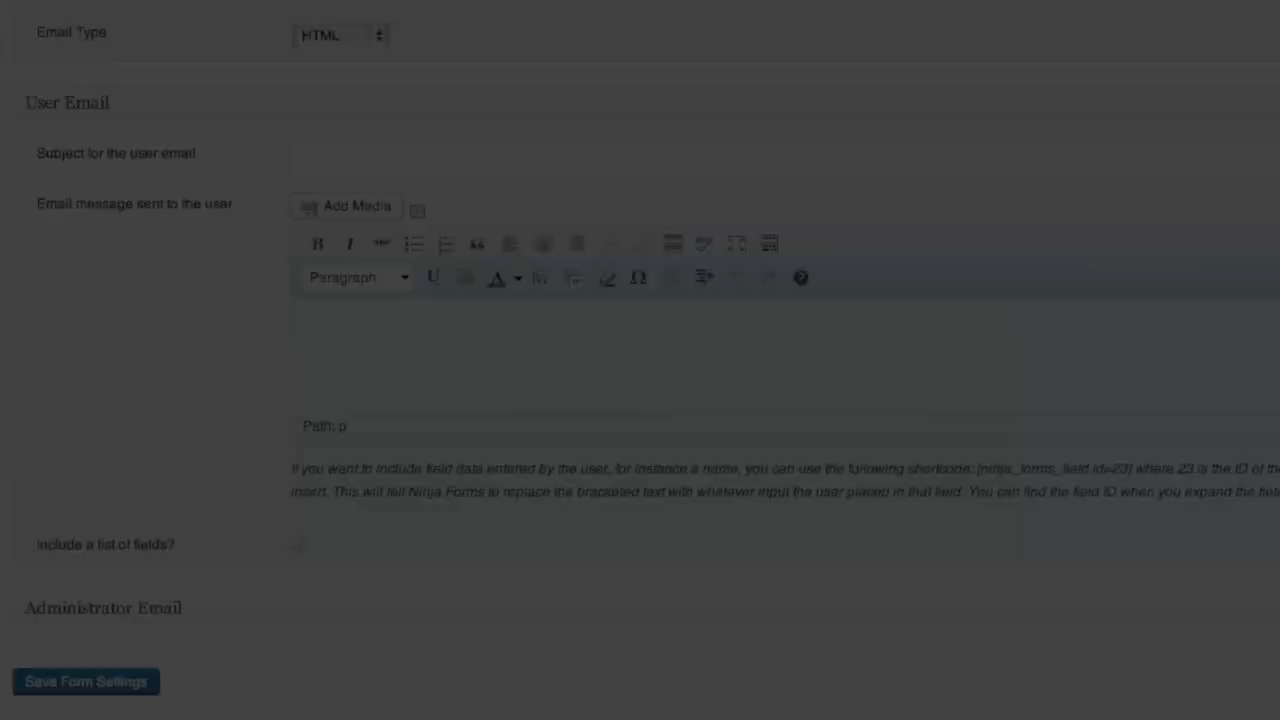 Email Type
HTML
User Email
Subject for the user email
Email message sent to the user
Add Media
B I ABC
Paragraph U A Ω ?
Path: p
If you want to include field data entered by the user, for instance a name, you can use the following shortcode: [ninja_forms_field id=23] where 23 is the ID of the
insert. This will tell Ninja Forms to replace the bracketed text with whatever input the user placed in that field. You can find the field ID when you expand the field
Include a list of fields?
Administrator Email
Save Form Settings